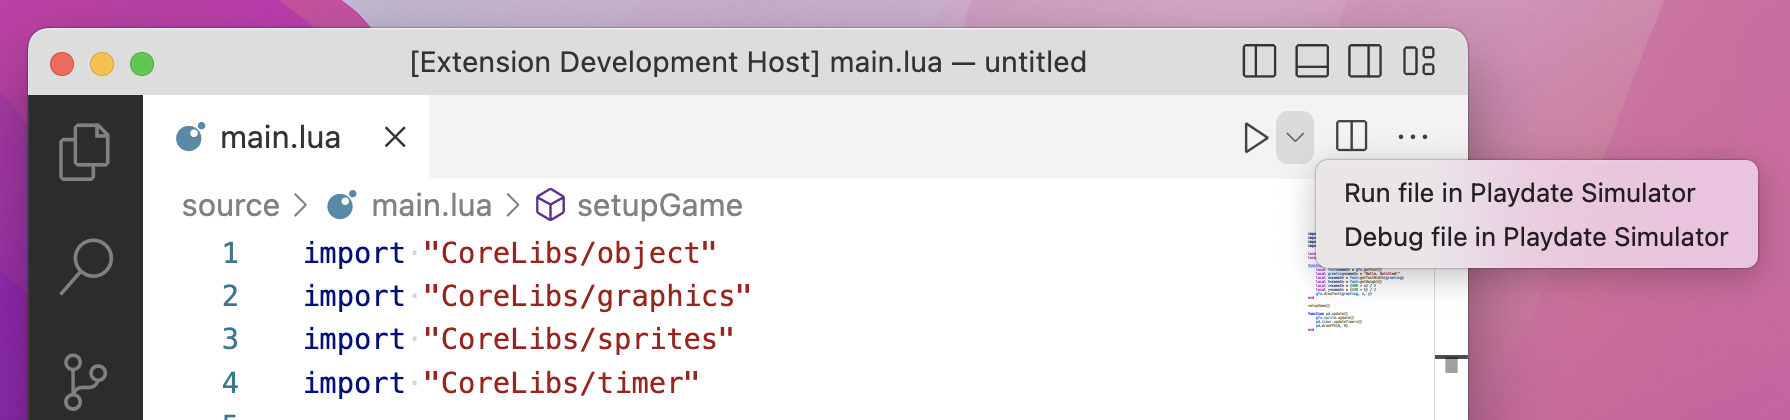 [Extension Development Host] main.lua — untitled
main.lua
source > main.lua > setupGame
Run file in Playdate Simulator
Debug file in Playdate Simulator
1 import "CoreLibs/object"
2 import "CoreLibs/graphics"
3 import "CoreLibs/sprites"
4 import "CoreLibs/timer"